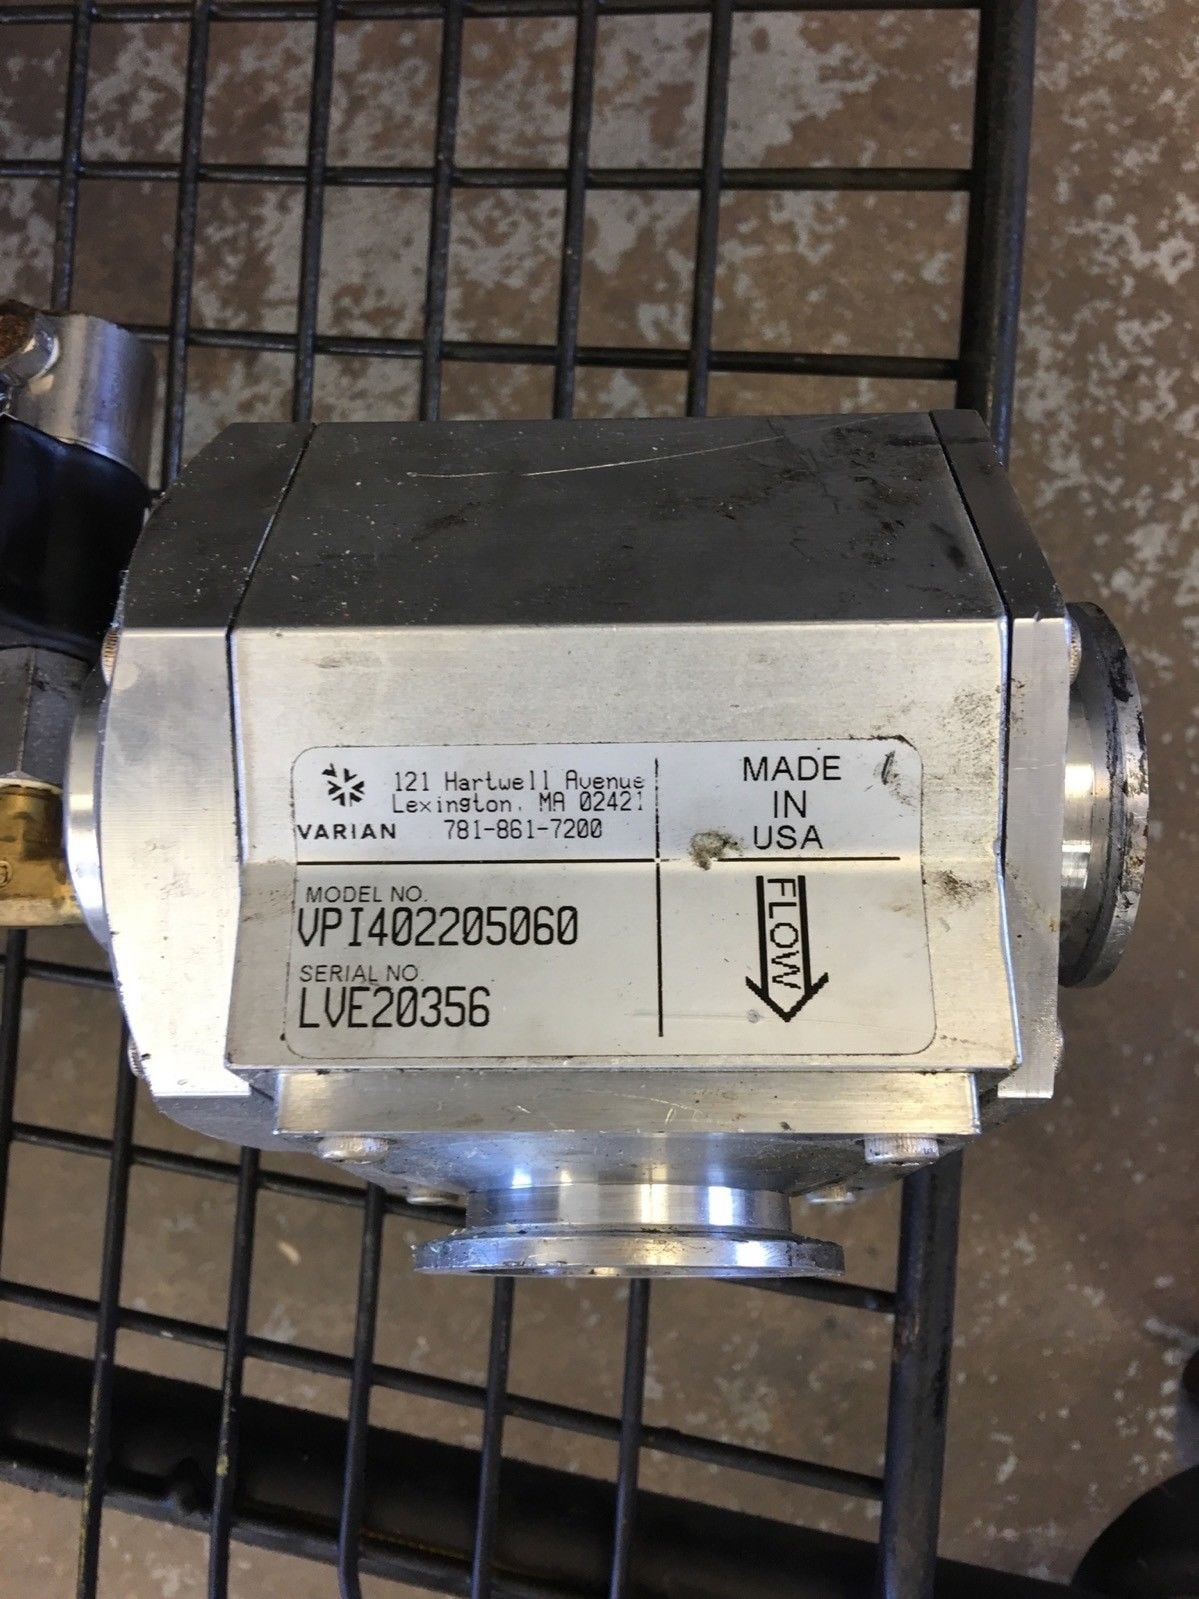 121 Hartwell Avenue
Lexington, MA 02421
VARIAN 781-861-7200
MADE
IN
USA
MODEL NO.
VPI402205060
SERIAL NO.
LVE20356
FLOW